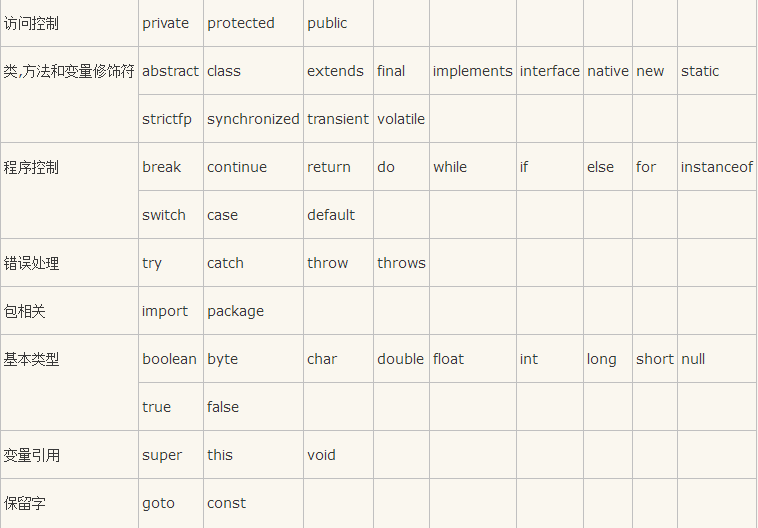 访问控制 private protected public
类,方法和变量修饰符 abstract class extends final implements interface native new static
strictfp synchronized transient volatile
程序控制 break continue return do while if else for instanceof
switch case default
错误处理 try catch throw throws
包相关 import package
基本类型 boolean byte char double float int long short null
true false
变量引用 super this void
保留字 goto const